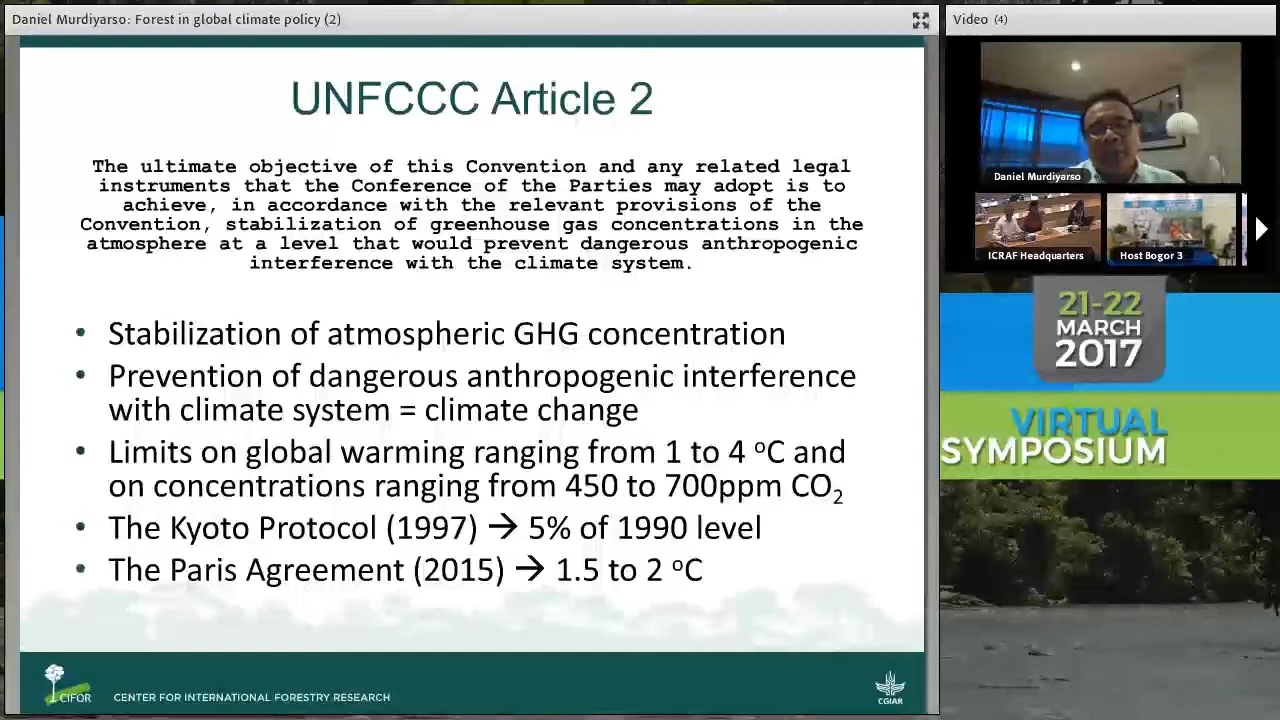 Daniel Murdiyarso: Forest in global climate policy (2)
UNFCCC Article 2
The ultimate objective of this Convention and any related legal
instruments that the Conference of the Parties may adopt is to
achieve, in accordance with the relevant provisions of the
Convention, stabilization of greenhouse gas concentrations in the
atmosphere at a level that would prevent dangerous anthropogenic
interference with the climate system.
• Stabilization of atmospheric GHG concentration
• Prevention of dangerous anthropogenic interference
with climate system = climate change
• Limits on global warming ranging from 1 to 4 ºC and
on concentrations ranging from 450 to 700ppm CO₂
• The Kyoto Protocol (1997) → 5% of 1990 level
• The Paris Agreement (2015) → 1.5 to 2 ºC
CIFOR
CENTER FOR INTERNATIONAL FORESTRY RESEARCH
CGIAR
Video (4)
Daniel Murdiyarso
ICRAF Headquarters
Host Bogor 3
21-22
MARCH
2017
VIRTUAL
SYMPOSIUM